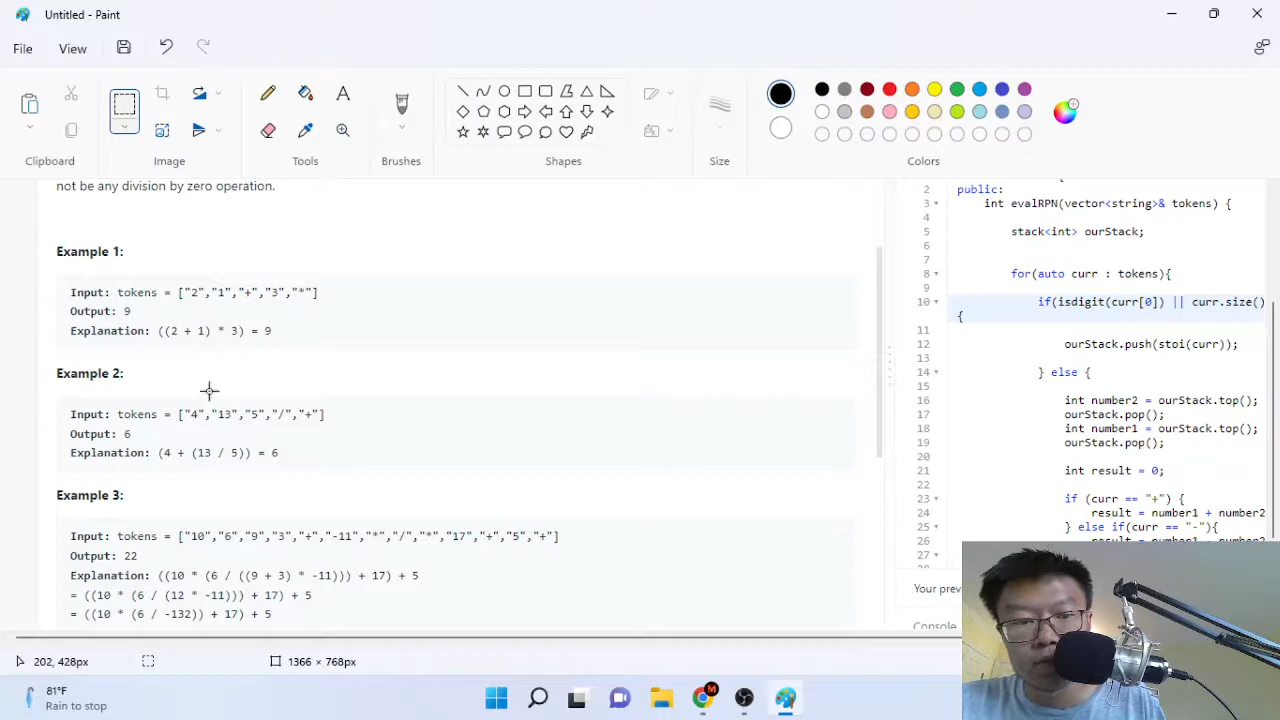 Untitled - Paint
File
View
Clipboard
Image
Tools
Brushes
Shapes
Size
Colors
not be any division by zero operation.
Example 1:
Input: tokens = ["2","1","+","3","*"]
Output: 9
Explanation: ((2 + 1) * 3) = 9
Example 2:
Input: tokens = ["4","13","5","/","+"]
Output: 6
Explanation: (4 + (13 / 5)) = 6
Example 3:
Input: tokens = ["10","6","9","3","+","-11","*","/","*","17","+","5","+"]
Output: 22
Explanation: ((10 * (6 / ((9 + 3) * -11))) + 17) + 5
= ((10 * (6 / (12 * -11))) + 17) + 5
= ((10 * (6 / -132)) + 17) + 5
2 public:
3 int evalRPN(vector<string>& tokens) {
4
5 stack<int> ourStack;
6
7
8 for(auto curr : tokens){
9
10 if(isdigit(curr[0]) || curr.size()
{
11
12 ourStack.push(stoi(curr));
13
14 } else {
15
16 int number2 = ourStack.top();
17 ourStack.pop();
18 int number1 = ourStack.top();
19 ourStack.pop();
20
21 int result = 0;
22
23 if (curr == "+") {
24 result = number1 + number2
25 } else if(curr == "-"){
26
27
Your prev
Console
202, 428px
1366 × 768px
81°F
Rain to stop
M